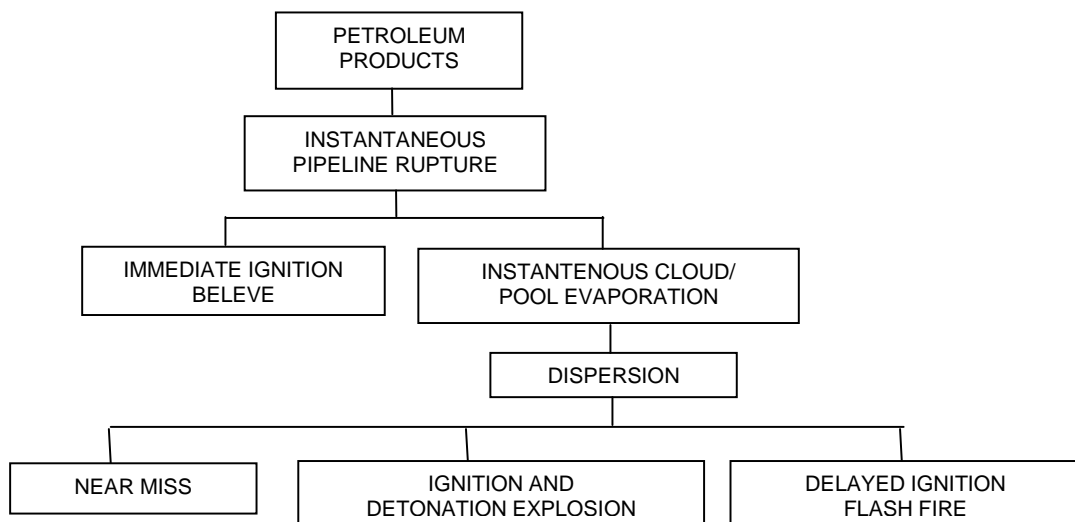 PETROLEUM
PRODUCTS
INSTANTANEOUS
PIPELINE RUPTURE
IMMEDIATE IGNITION
BELEVE
INSTANTENOUS CLOUD/
POOL EVAPORATION
DISPERSION
NEAR MISS
IGNITION AND
DETONATION EXPLOSION
DELAYED IGNITION
FLASH FIRE